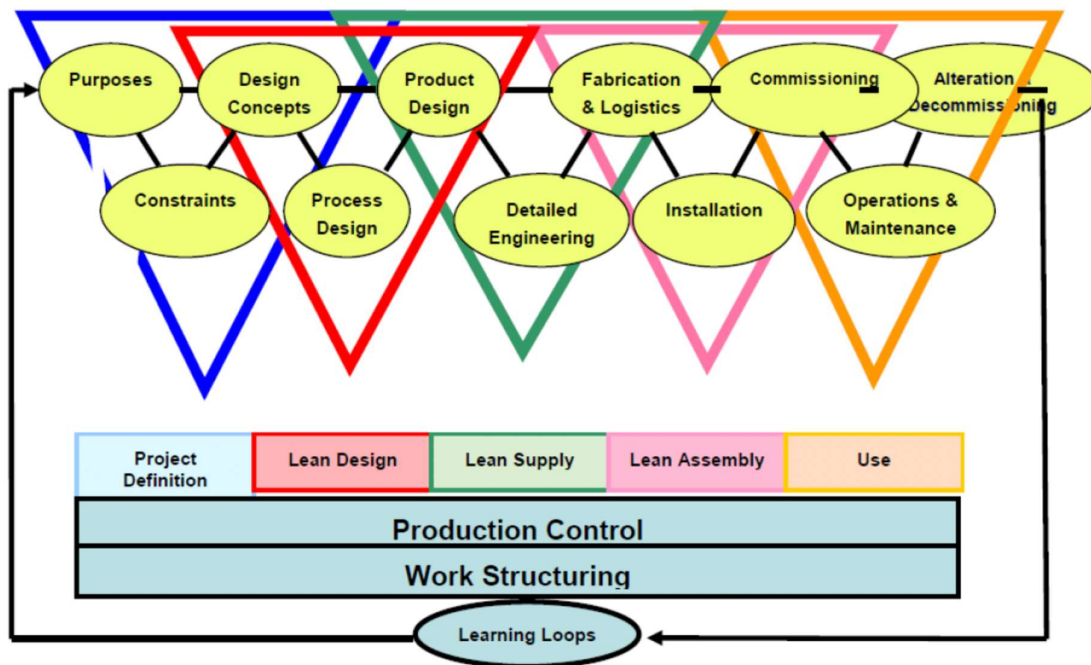 Purposes
Design
Concepts
Product
Design
Fabrication
& Logistics
Commissioning
Alteration &
Decommissioning
Constraints
Process
Design
Detailed
Engineering
Installation
Operations &
Maintenance
Project
Definition
Lean Design
Lean Supply
Lean Assembly
Use
Production Control
Work Structuring
Learning Loops